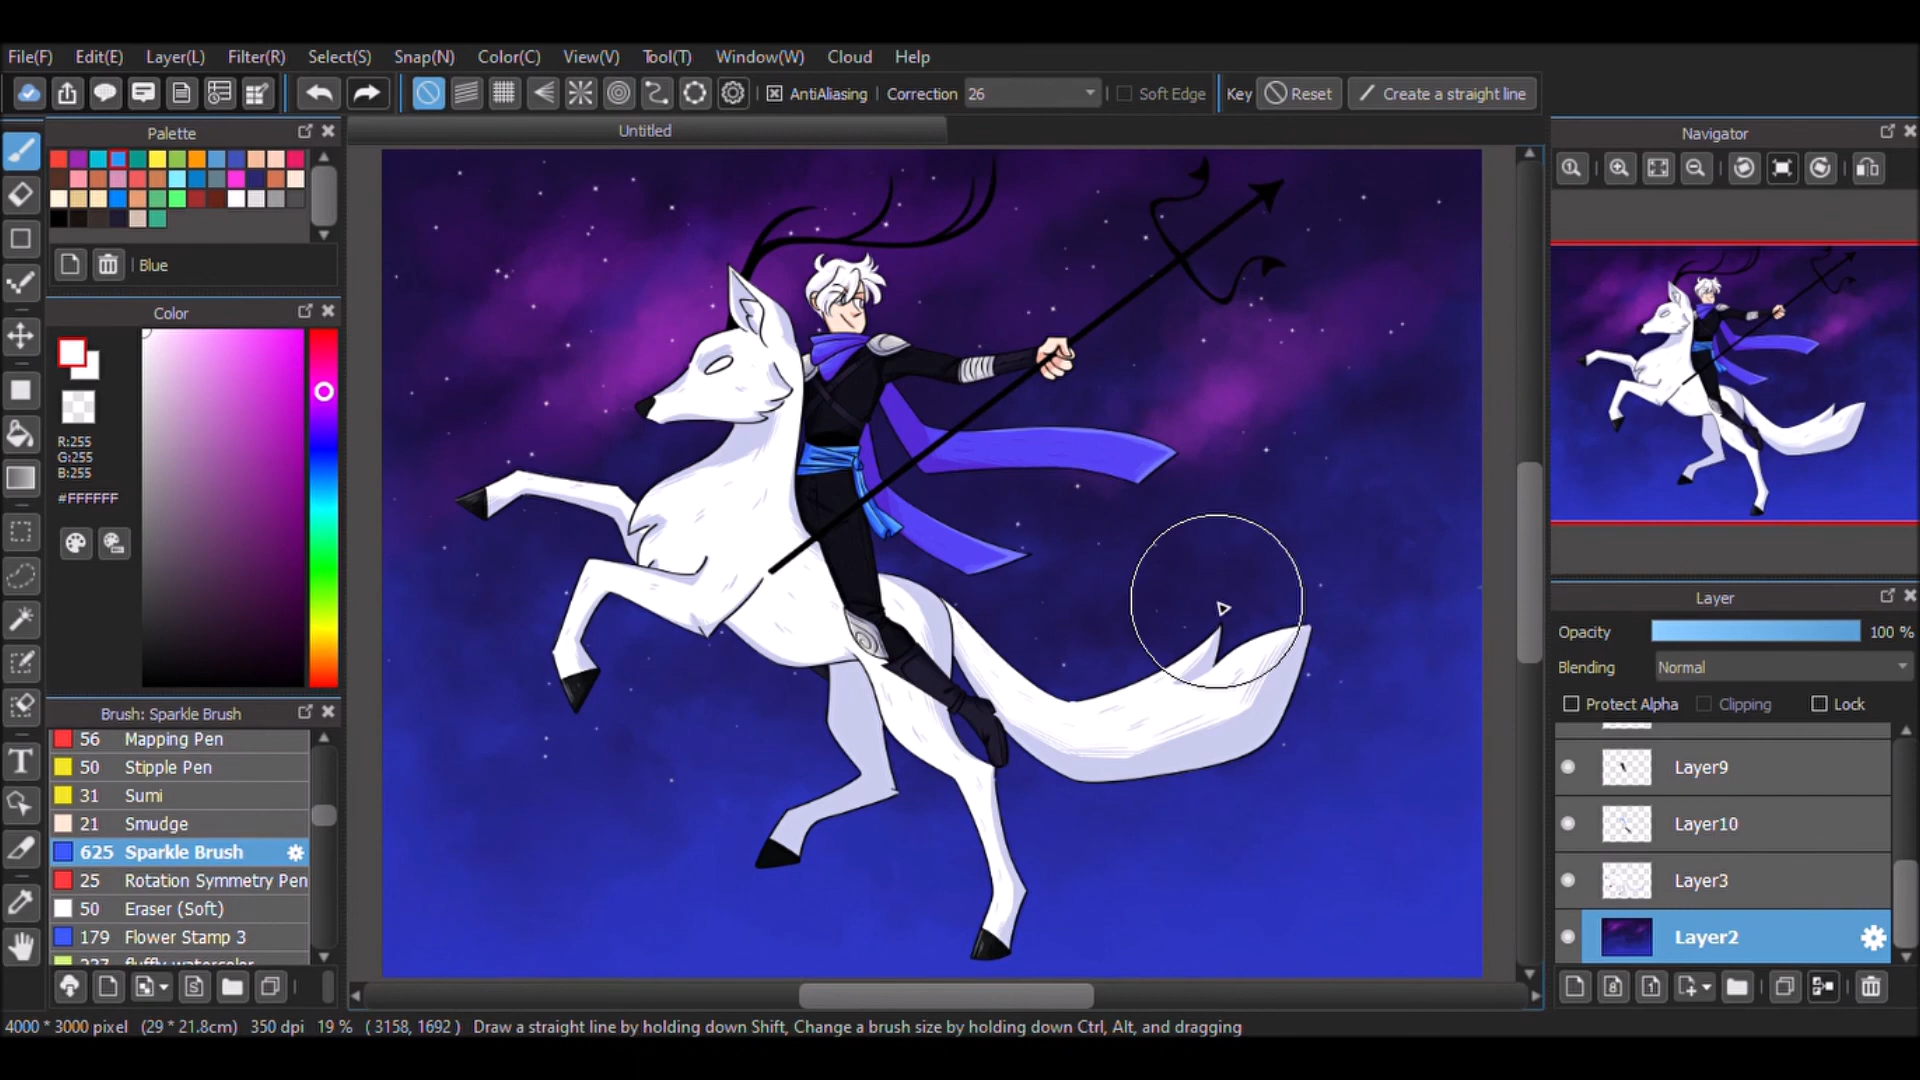 File(F) Edit(E) Layer(L) Filter(R) Select(S) Snap(N) Color(C) View(V) Tool(T) Window(W) Cloud Help
AntiAliasing Correction 26 Soft Edge Key Reset Create a straight line
Palette
Untitled
Navigator
Blue
Color
R:255
G:255
B:255
#FFFFFF
Layer
Opacity 100 %
Blending Normal
Protect Alpha Clipping Lock
Brush: Sparkle Brush
56 Mapping Pen
50 Stipple Pen
31 Sumi
21 Smudge
625 Sparkle Brush
25 Rotation Symmetry Pen
50 Eraser (Soft)
179 Flower Stamp 3
Layer9
Layer10
Layer3
Layer2
4000 * 3000 pixel (29 * 21.8cm) 350 dpi 19 % ( 3158, 1692 ) Draw a straight line by holding down Shift, Change a brush size by holding down Ctrl, Alt, and dragging